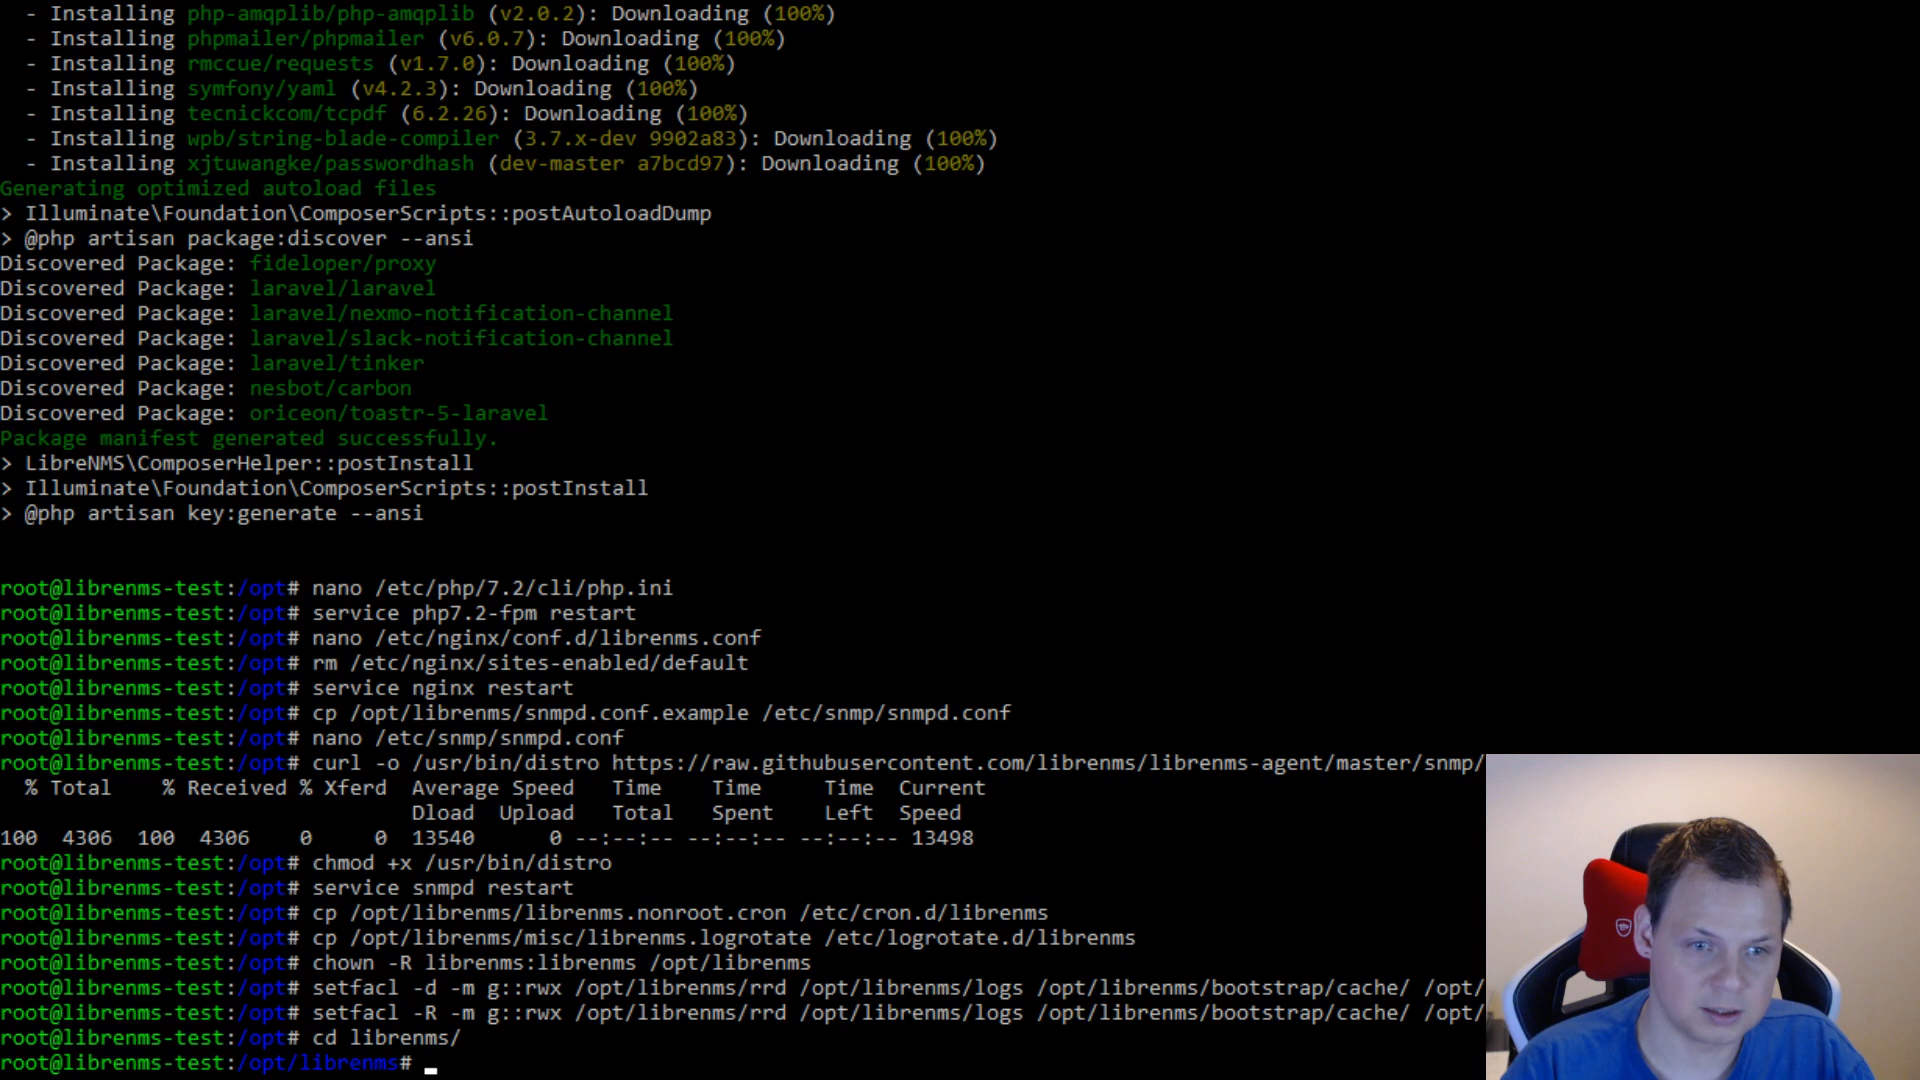 - Installing php-amqplib/php-amqplib (v2.0.2): Downloading (100%)
- Installing phpmailer/phpmailer (v6.0.7): Downloading (100%)
- Installing rmccue/requests (v1.7.0): Downloading (100%)
- Installing symfony/yaml (v4.2.3): Downloading (100%)
- Installing tecnickcom/tcpdf (6.2.26): Downloading (100%)
- Installing wpb/string-blade-compiler (3.7.x-dev 9902a83): Downloading (100%)
- Installing xjtuwangke/passwordhash (dev-master a7bcd97): Downloading (100%)
Generating optimized autoload files
> Illuminate\Foundation\ComposerScripts::postAutoloadDump
> @php artisan package:discover --ansi
Discovered Package: fideloper/proxy
Discovered Package: laravel/laravel
Discovered Package: laravel/nexmo-notification-channel
Discovered Package: laravel/slack-notification-channel
Discovered Package: laravel/tinker
Discovered Package: nesbot/carbon
Discovered Package: oriceon/toastr-5-laravel
Package manifest generated successfully.
> LibreNMS\ComposerHelper::postInstall
> Illuminate\Foundation\ComposerScripts::postInstall
> @php artisan key:generate --ansi
root@librenms-test:/opt# nano /etc/php/7.2/cli/php.ini
root@librenms-test:/opt# service php7.2-fpm restart
root@librenms-test:/opt# nano /etc/nginx/conf.d/librenms.conf
root@librenms-test:/opt# rm /etc/nginx/sites-enabled/default
root@librenms-test:/opt# service nginx restart
root@librenms-test:/opt# cp /opt/librenms/snmpd.conf.example /etc/snmp/snmpd.conf
root@librenms-test:/opt# nano /etc/snmp/snmpd.conf
root@librenms-test:/opt# curl -o /usr/bin/distro https://raw.githubusercontent.com/librenms/librenms-agent/master/snmp/
% Total % Received % Xferd Average Speed Time Time Time Current
Dload Upload Total Spent Left Speed
100 4306 100 4306 0 0 13540 0 --:--:-- --:--:-- --:--:-- 13498
root@librenms-test:/opt# chmod +x /usr/bin/distro
root@librenms-test:/opt# service snmpd restart
root@librenms-test:/opt# cp /opt/librenms/librenms.nonroot.cron /etc/cron.d/librenms
root@librenms-test:/opt# cp /opt/librenms/misc/librenms.logrotate /etc/logrotate.d/librenms
root@librenms-test:/opt# chown -R librenms:librenms /opt/librenms
root@librenms-test:/opt# setfacl -d -m g::rwx /opt/librenms/rrd /opt/librenms/logs /opt/librenms/bootstrap/cache/ /opt/
root@librenms-test:/opt# setfacl -R -m g::rwx /opt/librenms/rrd /opt/librenms/logs /opt/librenms/bootstrap/cache/ /opt/
root@librenms-test:/opt# cd librenms/
root@librenms-test:/opt/librenms#